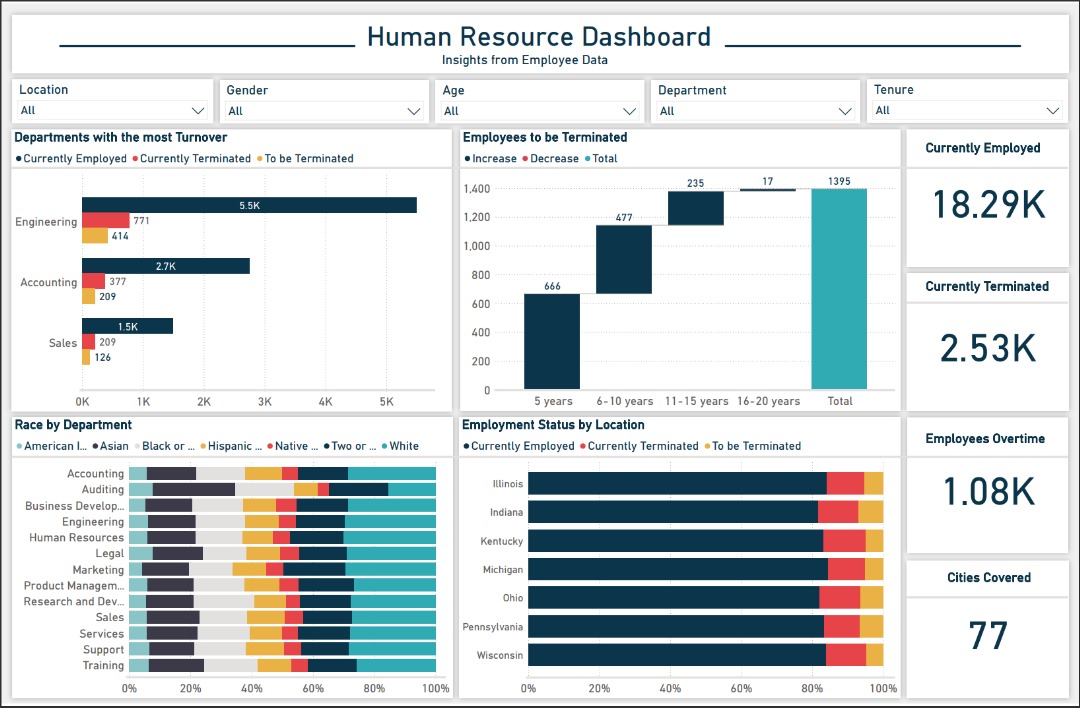 Human Resource Dashboard
Insights from Employee Data
Location
All
Gender
All
Age
All
Department
All
Tenure
All
Departments with the most Turnover
Currently Employed Currently Terminated To be Terminated
Engineering
5.5K
771
414
Accounting
2.7K
377
209
Sales
1.5K
209
126
0K 1K 2K 3K 4K 5K
Employees to be Terminated
Increase Decrease Total
1,400
1,200
1,000
800
600
400
200
0
666
477
235
17
1395
5 years 6-10 years 11-15 years 16-20 years Total
Currently Employed
18.29K
Currently Terminated
2.53K
Race by Department
American I... Asian Black or ... Hispanic ... Native ... Two or ... White
Accounting
Auditing
Business Develop...
Engineering
Human Resources
Legal
Marketing
Product Managem...
Research and Dev...
Sales
Services
Support
Training
0% 20% 40% 60% 80% 100%
Employment Status by Location
Currently Employed Currently Terminated To be Terminated
Illinois
Indiana
Kentucky
Michigan
Ohio
Pennsylvania
Wisconsin
0% 20% 40% 60% 80% 100%
Employees Overtime
1.08K
Cities Covered
77